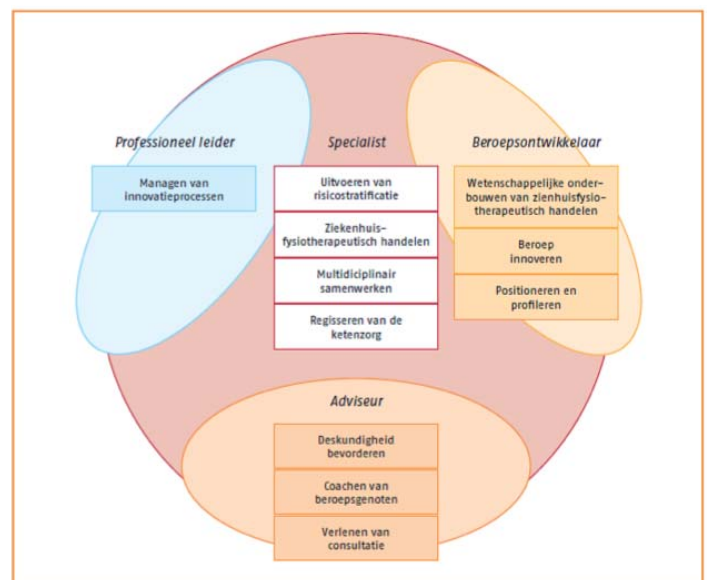 Professioneel leider
Managen van
innovatieprocessen
Specialist
Uitvoeren van
risicostratificatie
Ziekenhuis-
fysiotherapeutisch handelen
Multidiciplinair
samenwerken
Regisseren van de
ketenzorg
Beroepsontwikkelaar
Wetenschappelijke onder-
bouwen van zienhuisfysio-
therapeutisch handelen
Beroep
innoveren
Positioneren en
profileren
Adviseur
Deskundigheid
bevorderen
Coachen van
beroepsgenoten
Verlenen van
consultatie